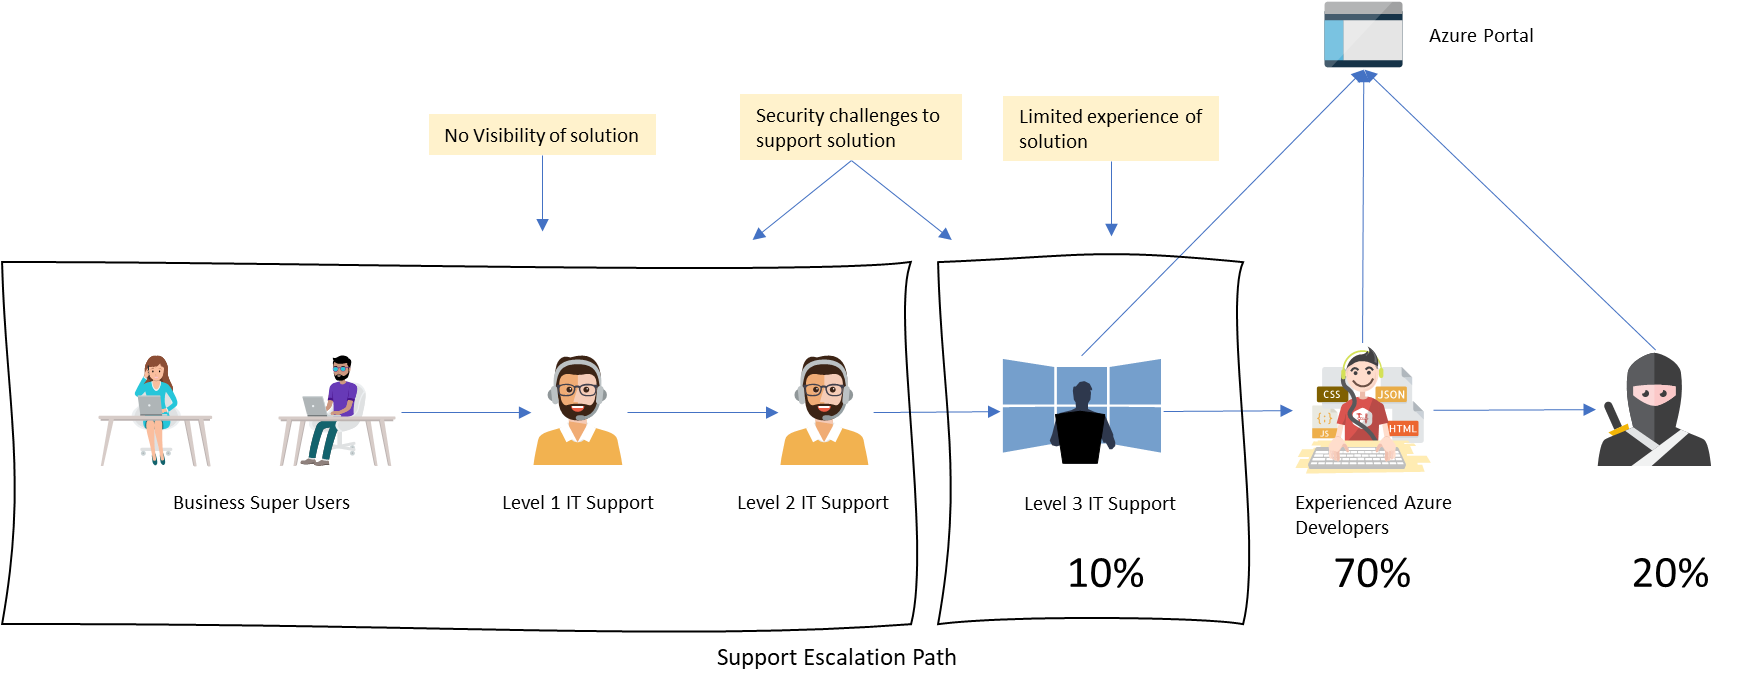 Azure Portal
No Visibility of solution
Security challenges to
support solution
Limited experience of
solution
CSS
JSON
{;}
JS
HTML
Business Super Users
Level 1 IT Support
Level 2 IT Support
Level 3 IT Support
Experienced Azure
Developers
10%
70%
20%
Support Escalation Path